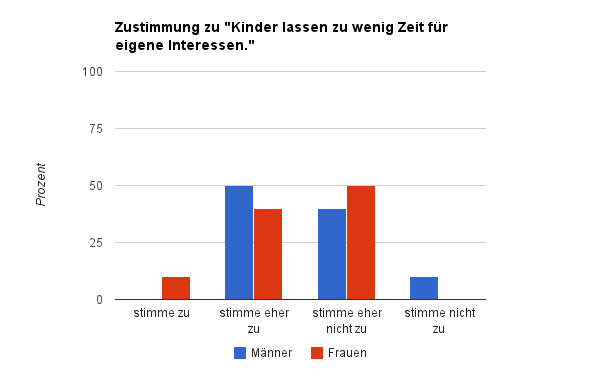 Zustimmung zu "Kinder lassen zu wenig Zeit für
eigene Interessen."
100
75
50
25
0
Prozent
stimme zu
stimme eher
zu
stimme eher
nicht zu
stimme nicht
zu
Männer
Frauen